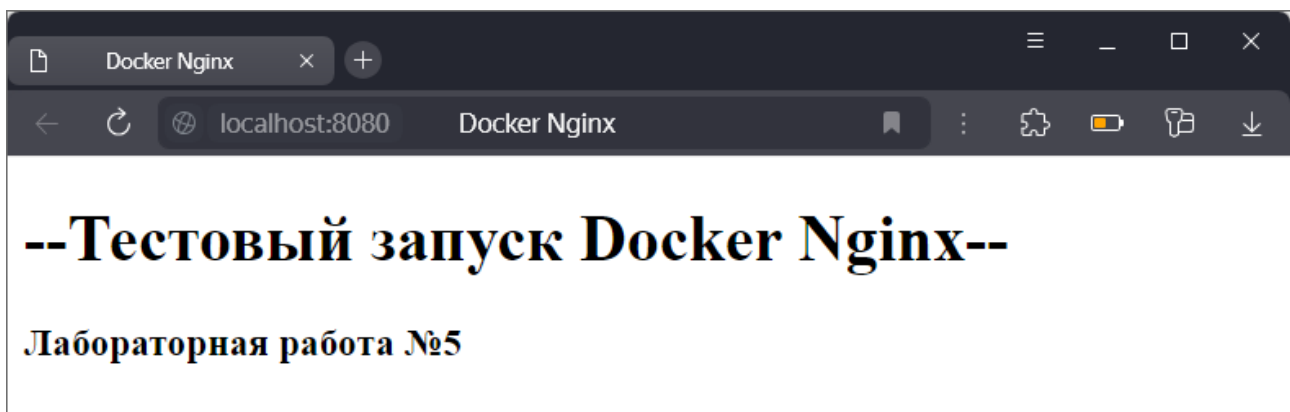 Docker Nginx
localhost:8080 Docker Nginx
--Тестовый запуск Docker Nginx--
Лабораторная работа №5